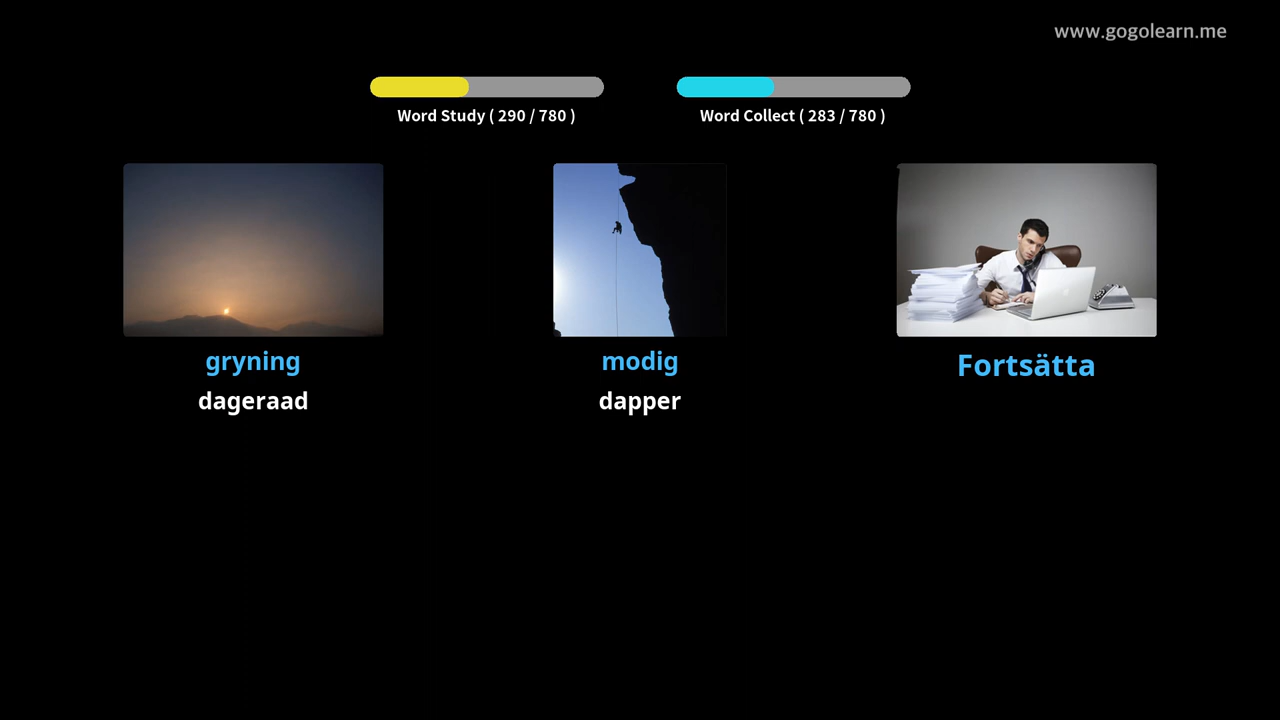 www.gogolearn.me
Word Study ( 290 / 780 )
Word Collect ( 283 / 780 )
gryning
dageraad
modig
dapper
Fortsätta